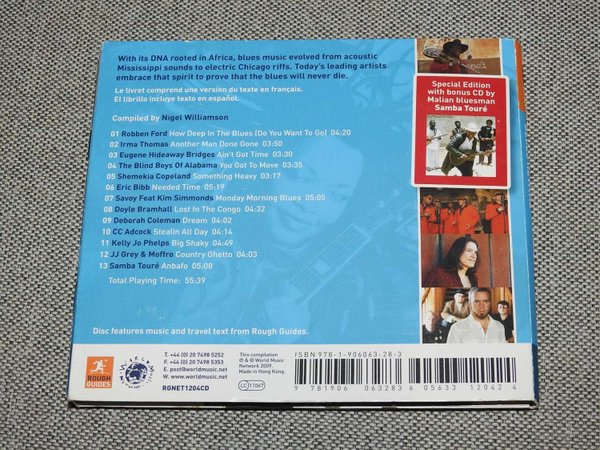 With its DNA rooted in Africa, blues music evolved from acoustic
Mississippi sounds to electric Chicago riffs. Today's leading artists
embrace that spirit to prove that the blues will never die.
Le livret comprend une version du texte en français.
El librillo incluye texto en español.
Compiled by Nigel Williamson
01 Robben Ford How Deep In The Blues (Do You Want To Go) 04:20
02 Irma Thomas Another Man Done Gone 03:50
03 Eugene Hideaway Bridges Ain't Got Time 03:30
04 The Blind Boys Of Alabama You Got To Move 03:35
05 Shemekia Copeland Something Heavy 03:17
06 Eric Bibb Needed Time 05:19
07 Savoy Feat Kim Simmonds Monday Morning Blues 05:05
08 Doyle Bramhall Lost In The Congo 04:32
09 Deborah Coleman Dream 04:02
10 CC Adcock Stealin All Day 04:14
11 Kelly Jo Phelps Big Shaky 04:49
12 JJ Grey & Moffro Country Ghetto 04:03
13 Samba Touré Anbafo 05:08
Total Playing Time: 55:39
Special Edition
with bonus CD by
Malian bluesman
Samba Touré
Disc features music and travel text from Rough Guides.
ROUGH
GUIDES
T. +44 (0) 20 7498 5252
F. +44 (0) 20 7498 5353
E. post@worldmusic.net
W. worldmusic.net
RGNET1204CD
This compilation
℗ & © World Music
Network 2009.
Made in Hong Kong.
LC 11067
ISBN 978-1-906063-28-3
9 781906 063283 605633 120424